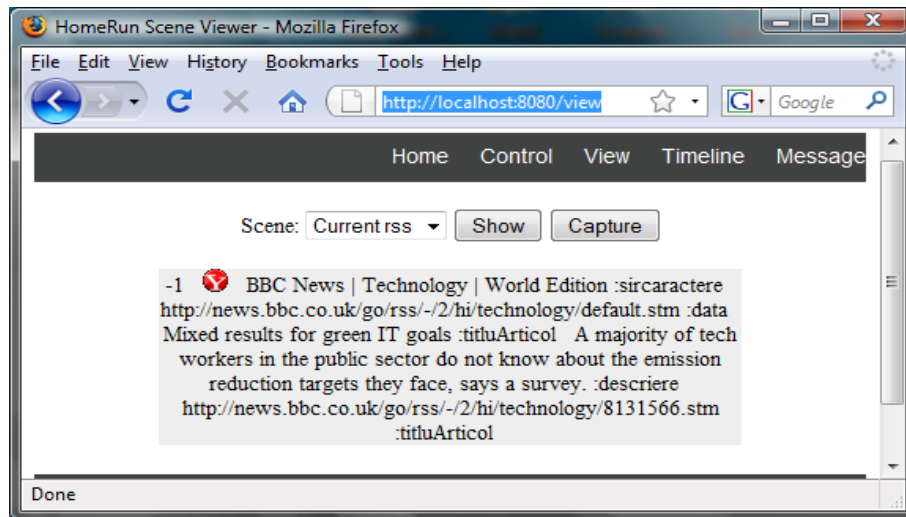 HomeRun Scene Viewer - Mozilla Firefox
File Edit View History Bookmarks Tools Help
http://localhost:8080/view
G Google
Home Control View Timeline Message
Scene: Current rss Show Capture
-1 BBC News | Technology | World Edition :sircaractere
http://news.bbc.co.uk/go/rss/-/2/hi/technology/default.stm :data
Mixed results for green IT goals :titluArticol A majority of tech
workers in the public sector do not know about the emission
reduction targets they face, says a survey. :descriere
http://news.bbc.co.uk/go/rss/-/2/hi/technology/8131566.stm
:titluArticol
Done